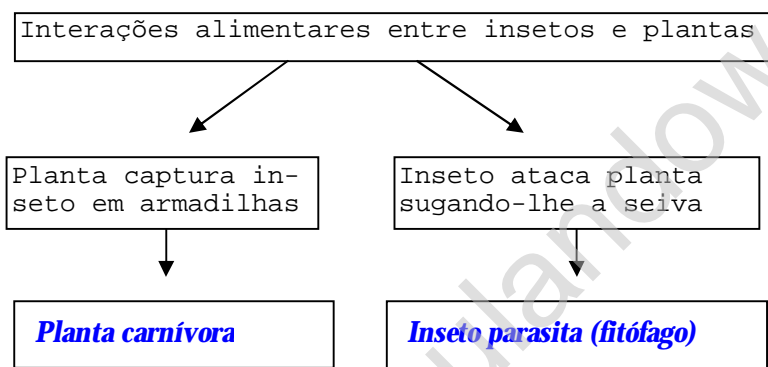 Interações alimentares entre insetos e plantas
Planta captura in-
seto em armadilhas
Inseto ataca planta
sugando-lhe a seiva
Planta carnívora
Inseto parasita (fitófago)